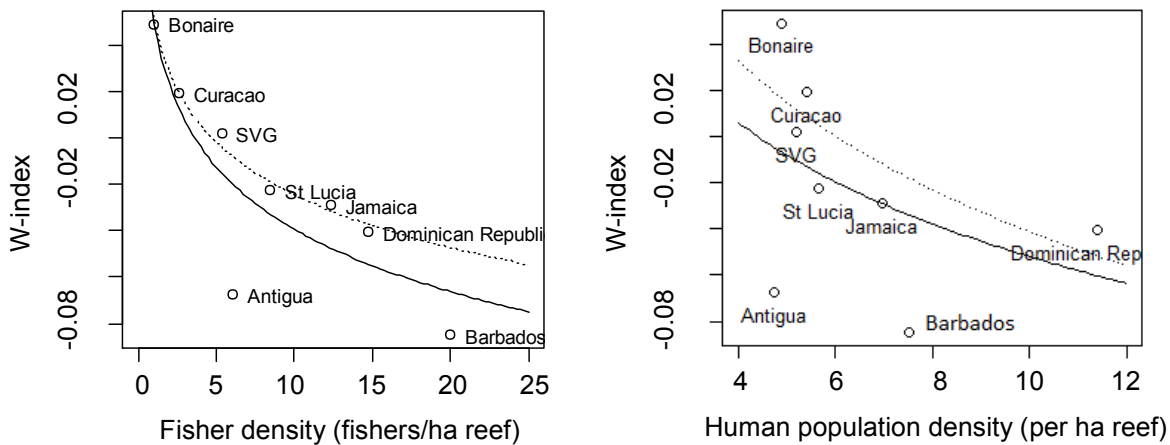 Bonaire
Curacao
SVG
St Lucia
Jamaica
Dominican Republi
Antigua
Barbados
0.02
-0.02
-0.08
W-index
0 5 10 15 20 25
Fisher density (fishers/ha reef)
Bonaire
Curaçao
SVG
St Lucia
Jamaica
Dominican Rep
Antigua
Barbados
0.02
-0.02
-0.08
W-index
4 6 8 10 12
Human population density (per ha reef)